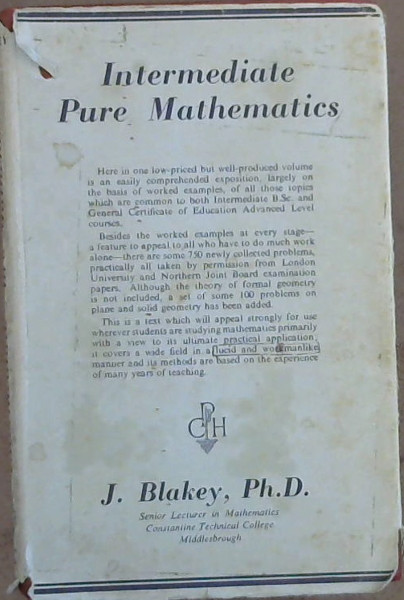 Intermediate
Pure Mathematics
Here in one low-priced but well-produced volume
is an easily comprehended exposition, largely on
the basis of worked examples, of all those topics
which are common to both Intermediate B.Sc. and
General Certificate of Education Advanced Level
courses.
Besides the worked examples at every stage—
a feature to appeal to all who have to do much work
alone—there are some 750 newly collected problems,
practically all taken by permission from London
University and Northern Joint Board examination
papers. Although the theory of formal geometry
is not included, a set of some 100 problems on
plane and solid geometry has been added.
This is a text which will appeal strongly for use
wherever students are studying mathematics primarily
with a view to its ultimate practical application;
it covers a wide field in a lucid and workmanlike
manner and its methods are based on the experience
of many years of teaching.
CPH
J. Blakey, Ph.D.
Senior Lecturer in Mathematics
Constantine Technical College
Middlesbrough